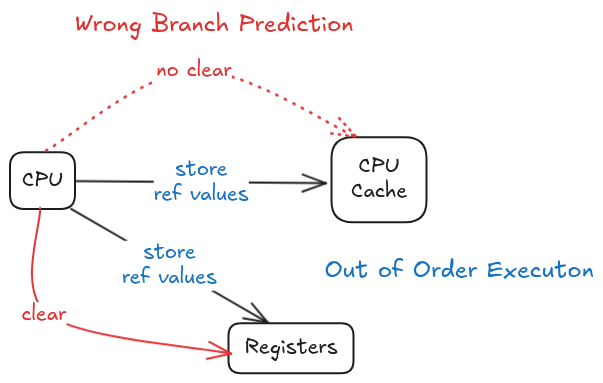 Wrong Branch Prediction
no clear
CPU
store
ref values
CPU
Cache
store
ref values
Out of Order Executon
clear
Registers